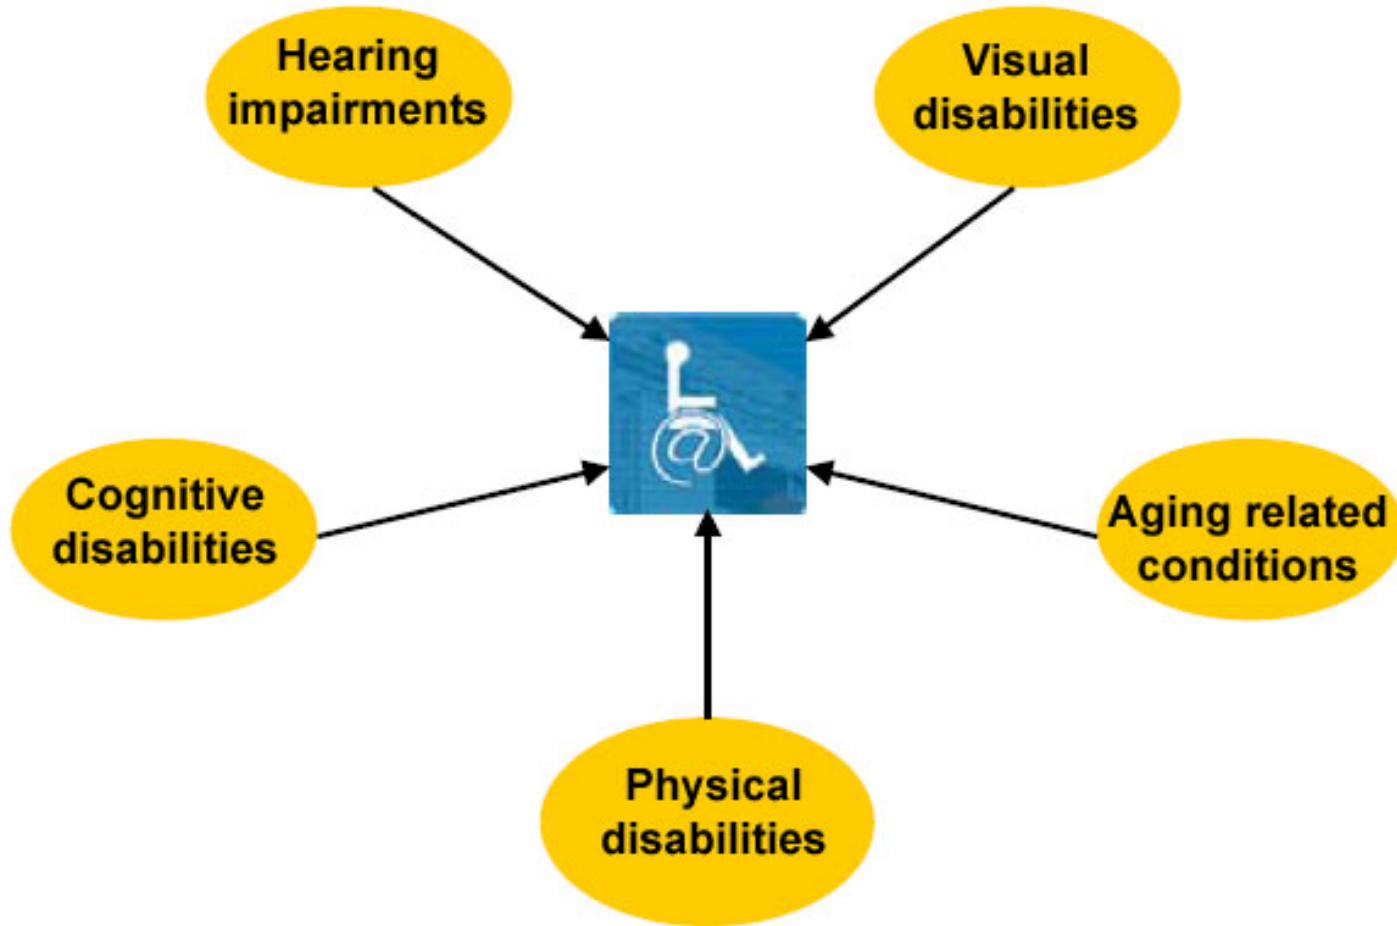 Hearing
impairments
Visual
disabilities
@
Cognitive
disabilities
Aging related
conditions
Physical
disabilities